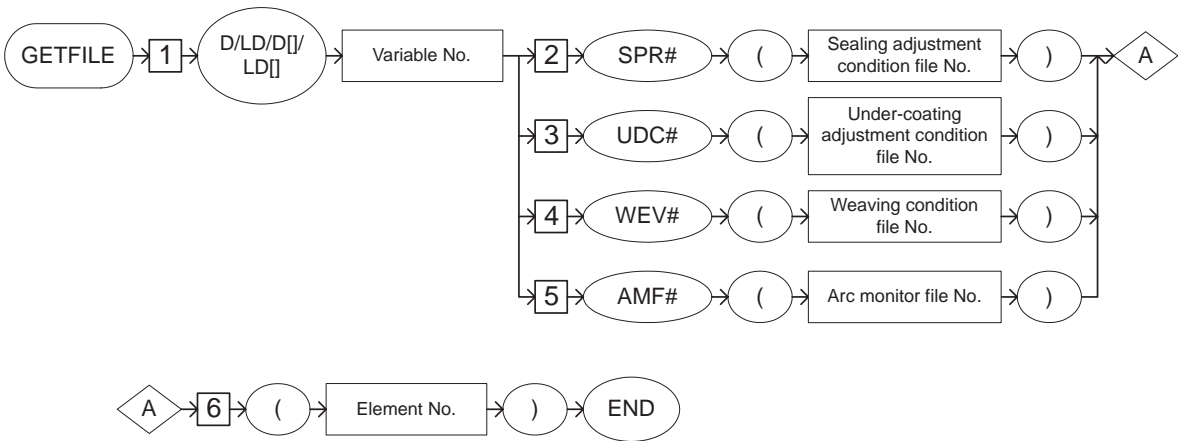 GETFILE 1 D/LD/D[]/
LD[] Variable No. 2 SPR# ( Sealing adjustment
condition file No. ) A
3 UDC# ( Under-coating
adjustment condition
file No. )
4 WEV# ( Weaving condition
file No. )
5 AMF# ( Arc monitor file No. )
A 6 ( Element No. ) END